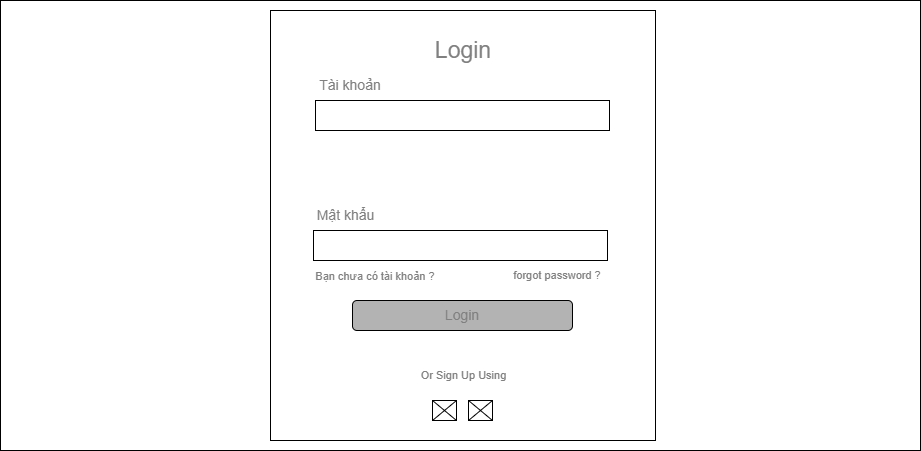 Login
Tài khoản
Mật khẩu
Bạn chưa có tài khoản ?
forgot password ?
Login
Or Sign Up Using